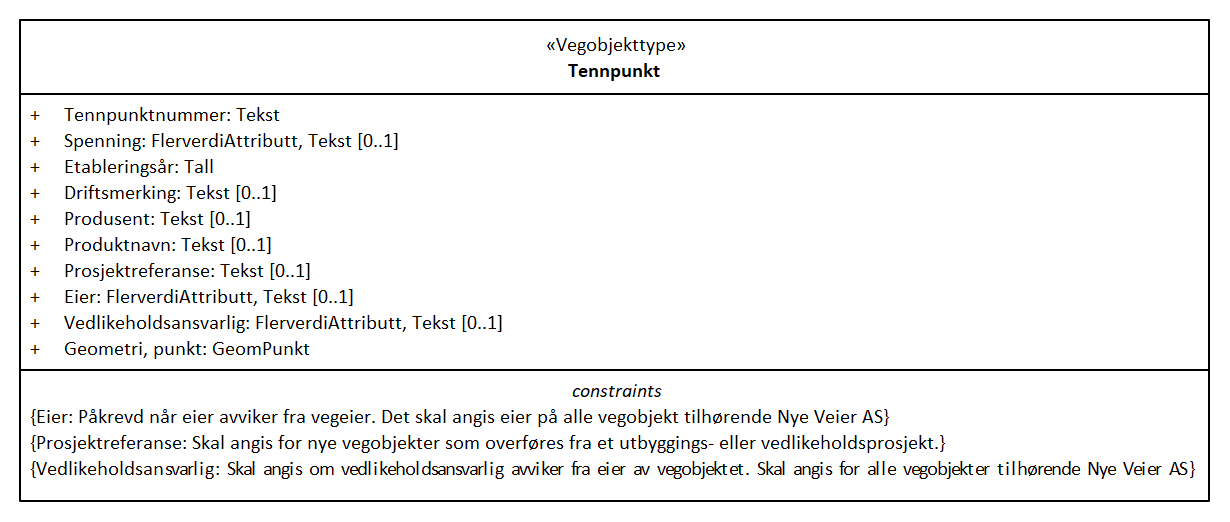 «Vegobjekttype»
Tennpunkt
+ Tennpunktnummer: Tekst
+ Spenning: FlerverdiAttributt, Tekst [0..1]
+ Etableringsår: Tall
+ Driftsmerking: Tekst [0..1]
+ Produsent: Tekst [0..1]
+ Produktnavn: Tekst [0..1]
+ Prosjektreferanse: Tekst [0..1]
+ Eier: FlerverdiAttributt, Tekst [0..1]
+ Vedlikeholdsansvarlig: FlerverdiAttributt, Tekst [0..1]
+ Geometri, punkt: GeomPunkt
constraints
{Eier: Påkrevd når eier avviker fra vegeier. Det skal angis eier på alle vegobjekt tilhørende Nye Veier AS}
{Prosjektreferanse: Skal angis for nye vegobjekter som overføres fra et utbyggings- eller vedlikeholdsprosjekt.}
{Vedlikeholdsansvarlig: Skal angis om vedlikeholdsansvarlig avviker fra eier av vegobjektet. Skal angis for alle vegobjekter tilhørende Nye Veier AS}